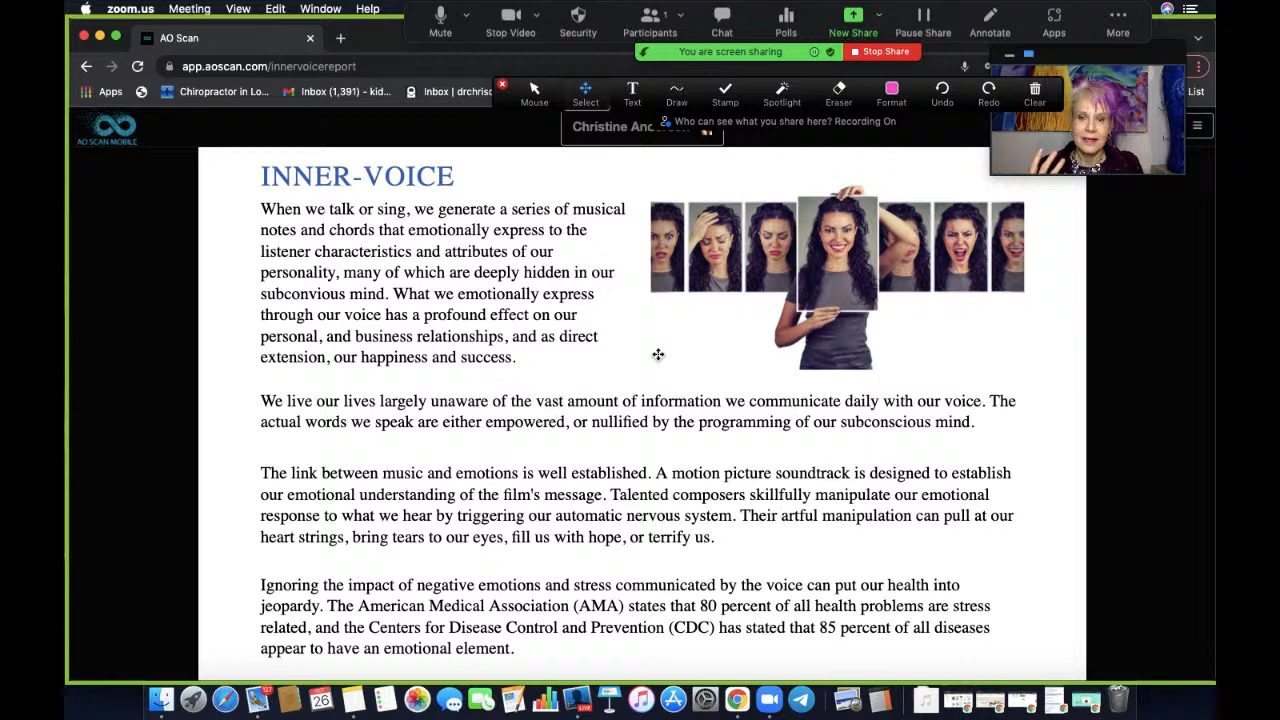 zoom.us Meeting View Edit Window Help
Mute Stop Video Security Participants 1 Chat Polls New Share Pause Share Annotate Apps More
AO Scan
You are screen sharing Stop Share
app.aoscan.com/innervoicereport
Apps Chiropractor in Lo... Inbox (1,391) - kid... Inbox | drchris... List
Mouse Select Text Draw Stamp Spotlight Eraser Format Undo Redo Clear
Who can see what you share here? Recording On
AO SCAN MOBILE
INNER-VOICE
When we talk or sing, we generate a series of musical
notes and chords that emotionally express to the
listener characteristics and attributes of our
personality, many of which are deeply hidden in our
subconvious mind. What we emotionally express
through our voice has a profound effect on our
personal, and business relationships, and as direct
extension, our happiness and success.
We live our lives largely unaware of the vast amount of information we communicate daily with our voice. The
actual words we speak are either empowered, or nullified by the programming of our subconscious mind.
The link between music and emotions is well established. A motion picture soundtrack is designed to establish
our emotional understanding of the film's message. Talented composers skillfully manipulate our emotional
response to what we hear by triggering our automatic nervous system. Their artful manipulation can pull at our
heart strings, bring tears to our eyes, fill us with hope, or terrify us.
Ignoring the impact of negative emotions and stress communicated by the voice can put our health into
jeopardy. The American Medical Association (AMA) states that 80 percent of all health problems are stress
related, and the Centers for Disease Control and Prevention (CDC) has stated that 85 percent of all diseases
appear to have an emotional element.
OCT
26
LIVE